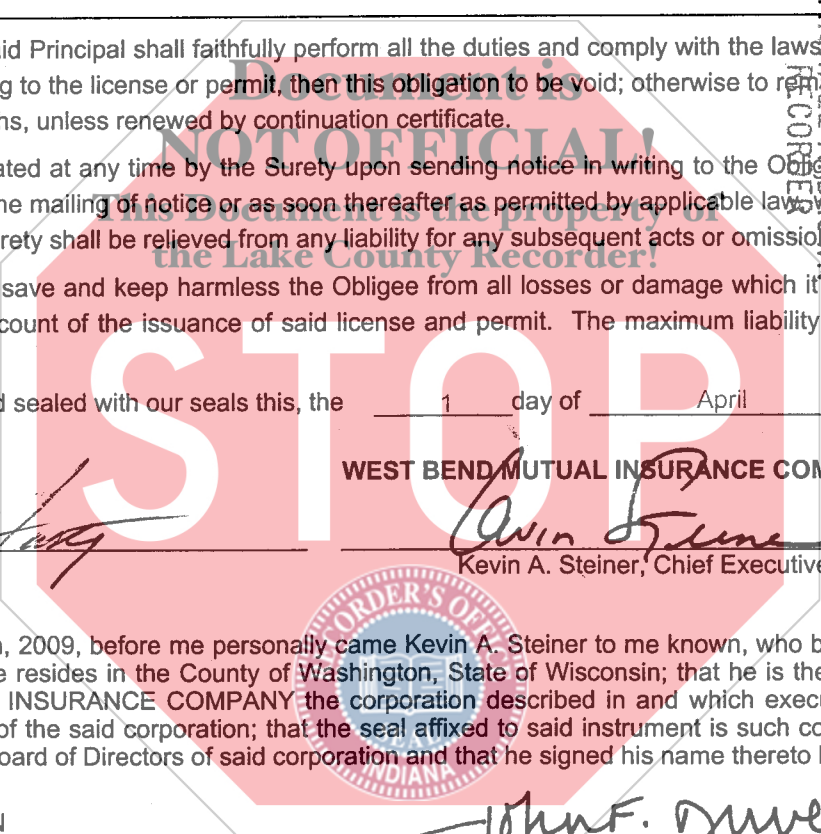 id Principal shall faithfully perform all the duties and comply with the laws
g to the license or permit, then this obligation to be void; otherwise to rem
ns, unless renewed by continuation certificate.
ated at any time by the Surety upon sending notice in writing to the Oblig
he mailing of notice or as soon thereafter as permitted by applicable law, w
rety shall be relieved from any liability for any subsequent acts or omissio
save and keep harmless the Obligee from all losses or damage which it
count of the issuance of said license and permit. The maximum liability
RECORDER
Document is
NOT OFFICIAL!
This Document is the property of
the Lake County Recorder!
STOP
d sealed with our seals this, the 1 day of April
WEST BEND MUTUAL INSURANCE COM
Kevin A. Steiner
Kevin A. Steiner, Chief Executive
RECORDER'S OFFI
SEAL
INDIANA
n, 2009, before me personally came Kevin A. Steiner to me known, who b
e resides in the County of Washington, State of Wisconsin; that he is the
INSURANCE COMPANY the corporation described in and which execu
of the said corporation; that the seal affixed to said instrument is such co
oard of Directors of said corporation and that he signed his name thereto
John F. Duwe